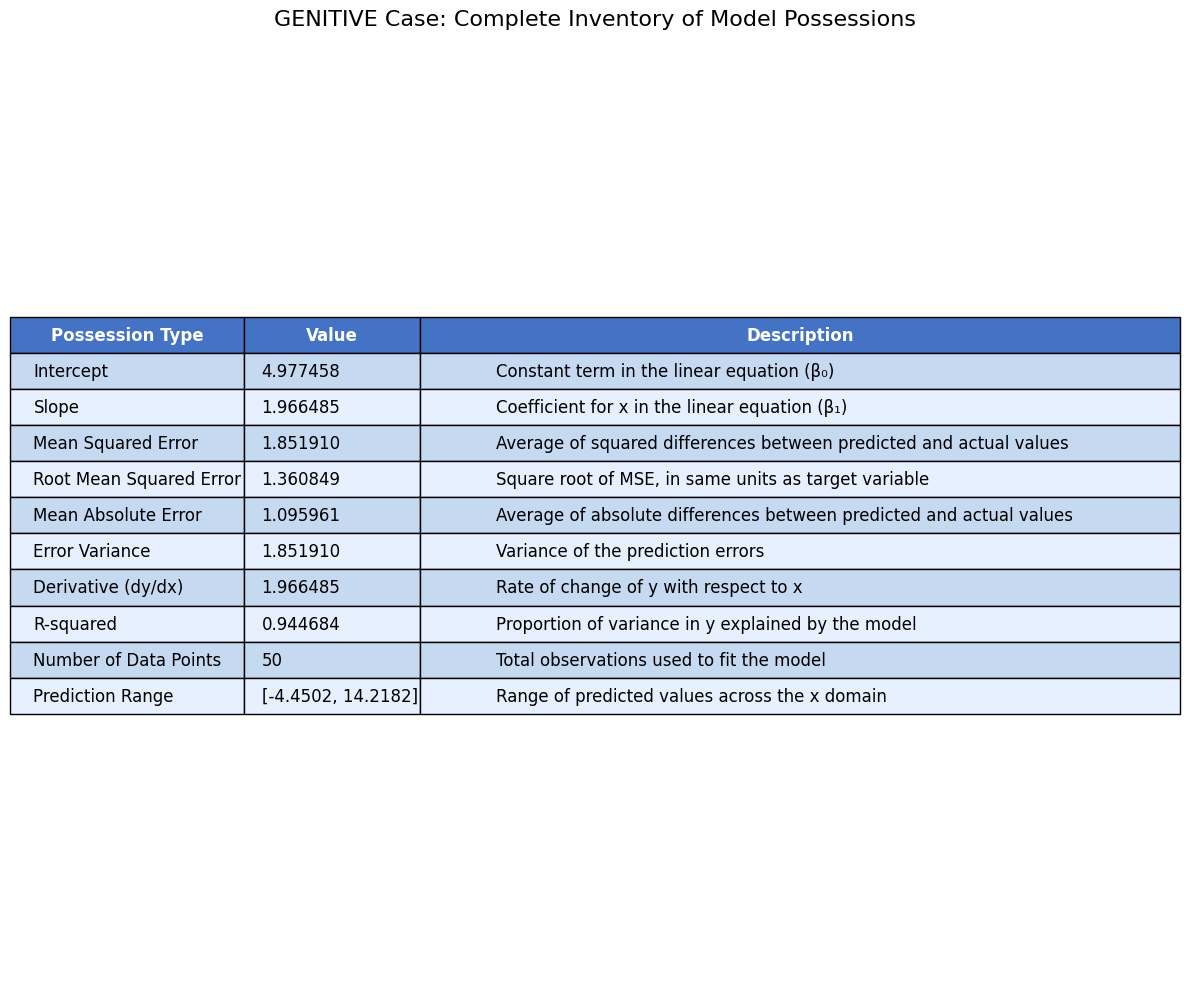 GENITIVE Case: Complete Inventory of Model Possessions
Possession Type Value Description
Intercept 4.977458 Constant term in the linear equation (β₀)
Slope 1.966485 Coefficient for x in the linear equation (β₁)
Mean Squared Error 1.851910 Average of squared differences between predicted and actual values
Root Mean Squared Error 1.360849 Square root of MSE, in same units as target variable
Mean Absolute Error 1.095961 Average of absolute differences between predicted and actual values
Error Variance 1.851910 Variance of the prediction errors
Derivative (dy/dx) 1.966485 Rate of change of y with respect to x
R-squared 0.944684 Proportion of variance in y explained by the model
Number of Data Points 50 Total observations used to fit the model
Prediction Range [-4.4502, 14.2182] Range of predicted values across the x domain